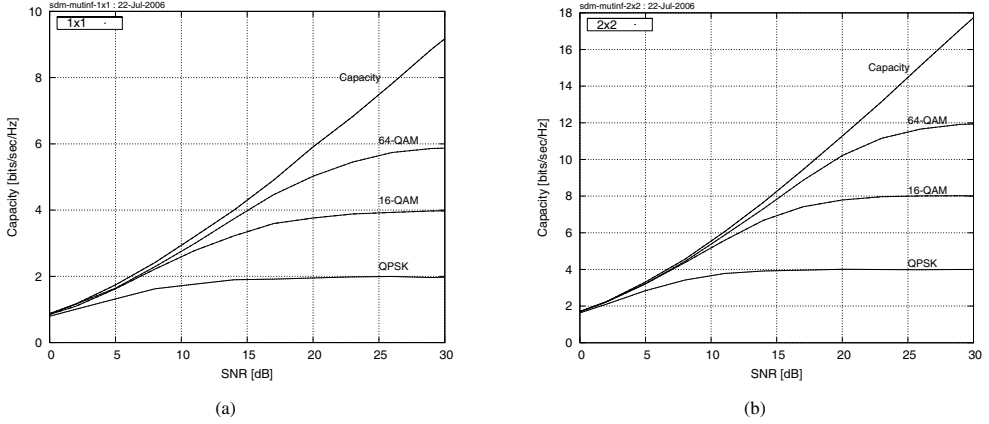 sdm-mutinf-1x1 : 22-Jul-2006
1x1
Capacity [bits/sec/Hz]
10
8
6
4
2
0
Capacity
64-QAM
16-QAM
QPSK
0 5 10 15 20 25 30
SNR [dB]
(a)
sdm-mutinf-2x2 : 22-Jul-2006
2x2
Capacity [bits/sec/Hz]
18
16
14
12
10
8
6
4
2
0
Capacity
64-QAM
16-QAM
QPSK
0 5 10 15 20 25 30
SNR [dB]
(b)